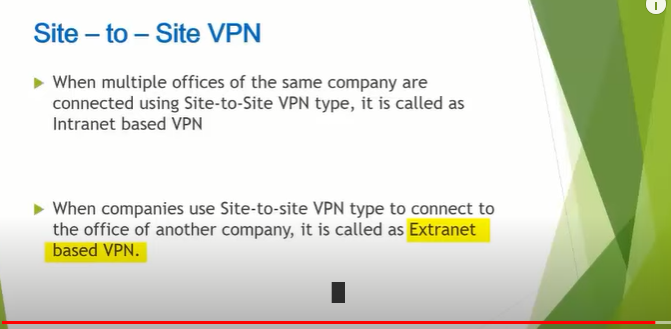 Site – to – Site VPN
When multiple offices of the same company are
connected using Site-to-Site VPN type, it is called as
Intranet based VPN
When companies use Site-to-site VPN type to connect to
the office of another company, it is called as Extranet
based VPN.